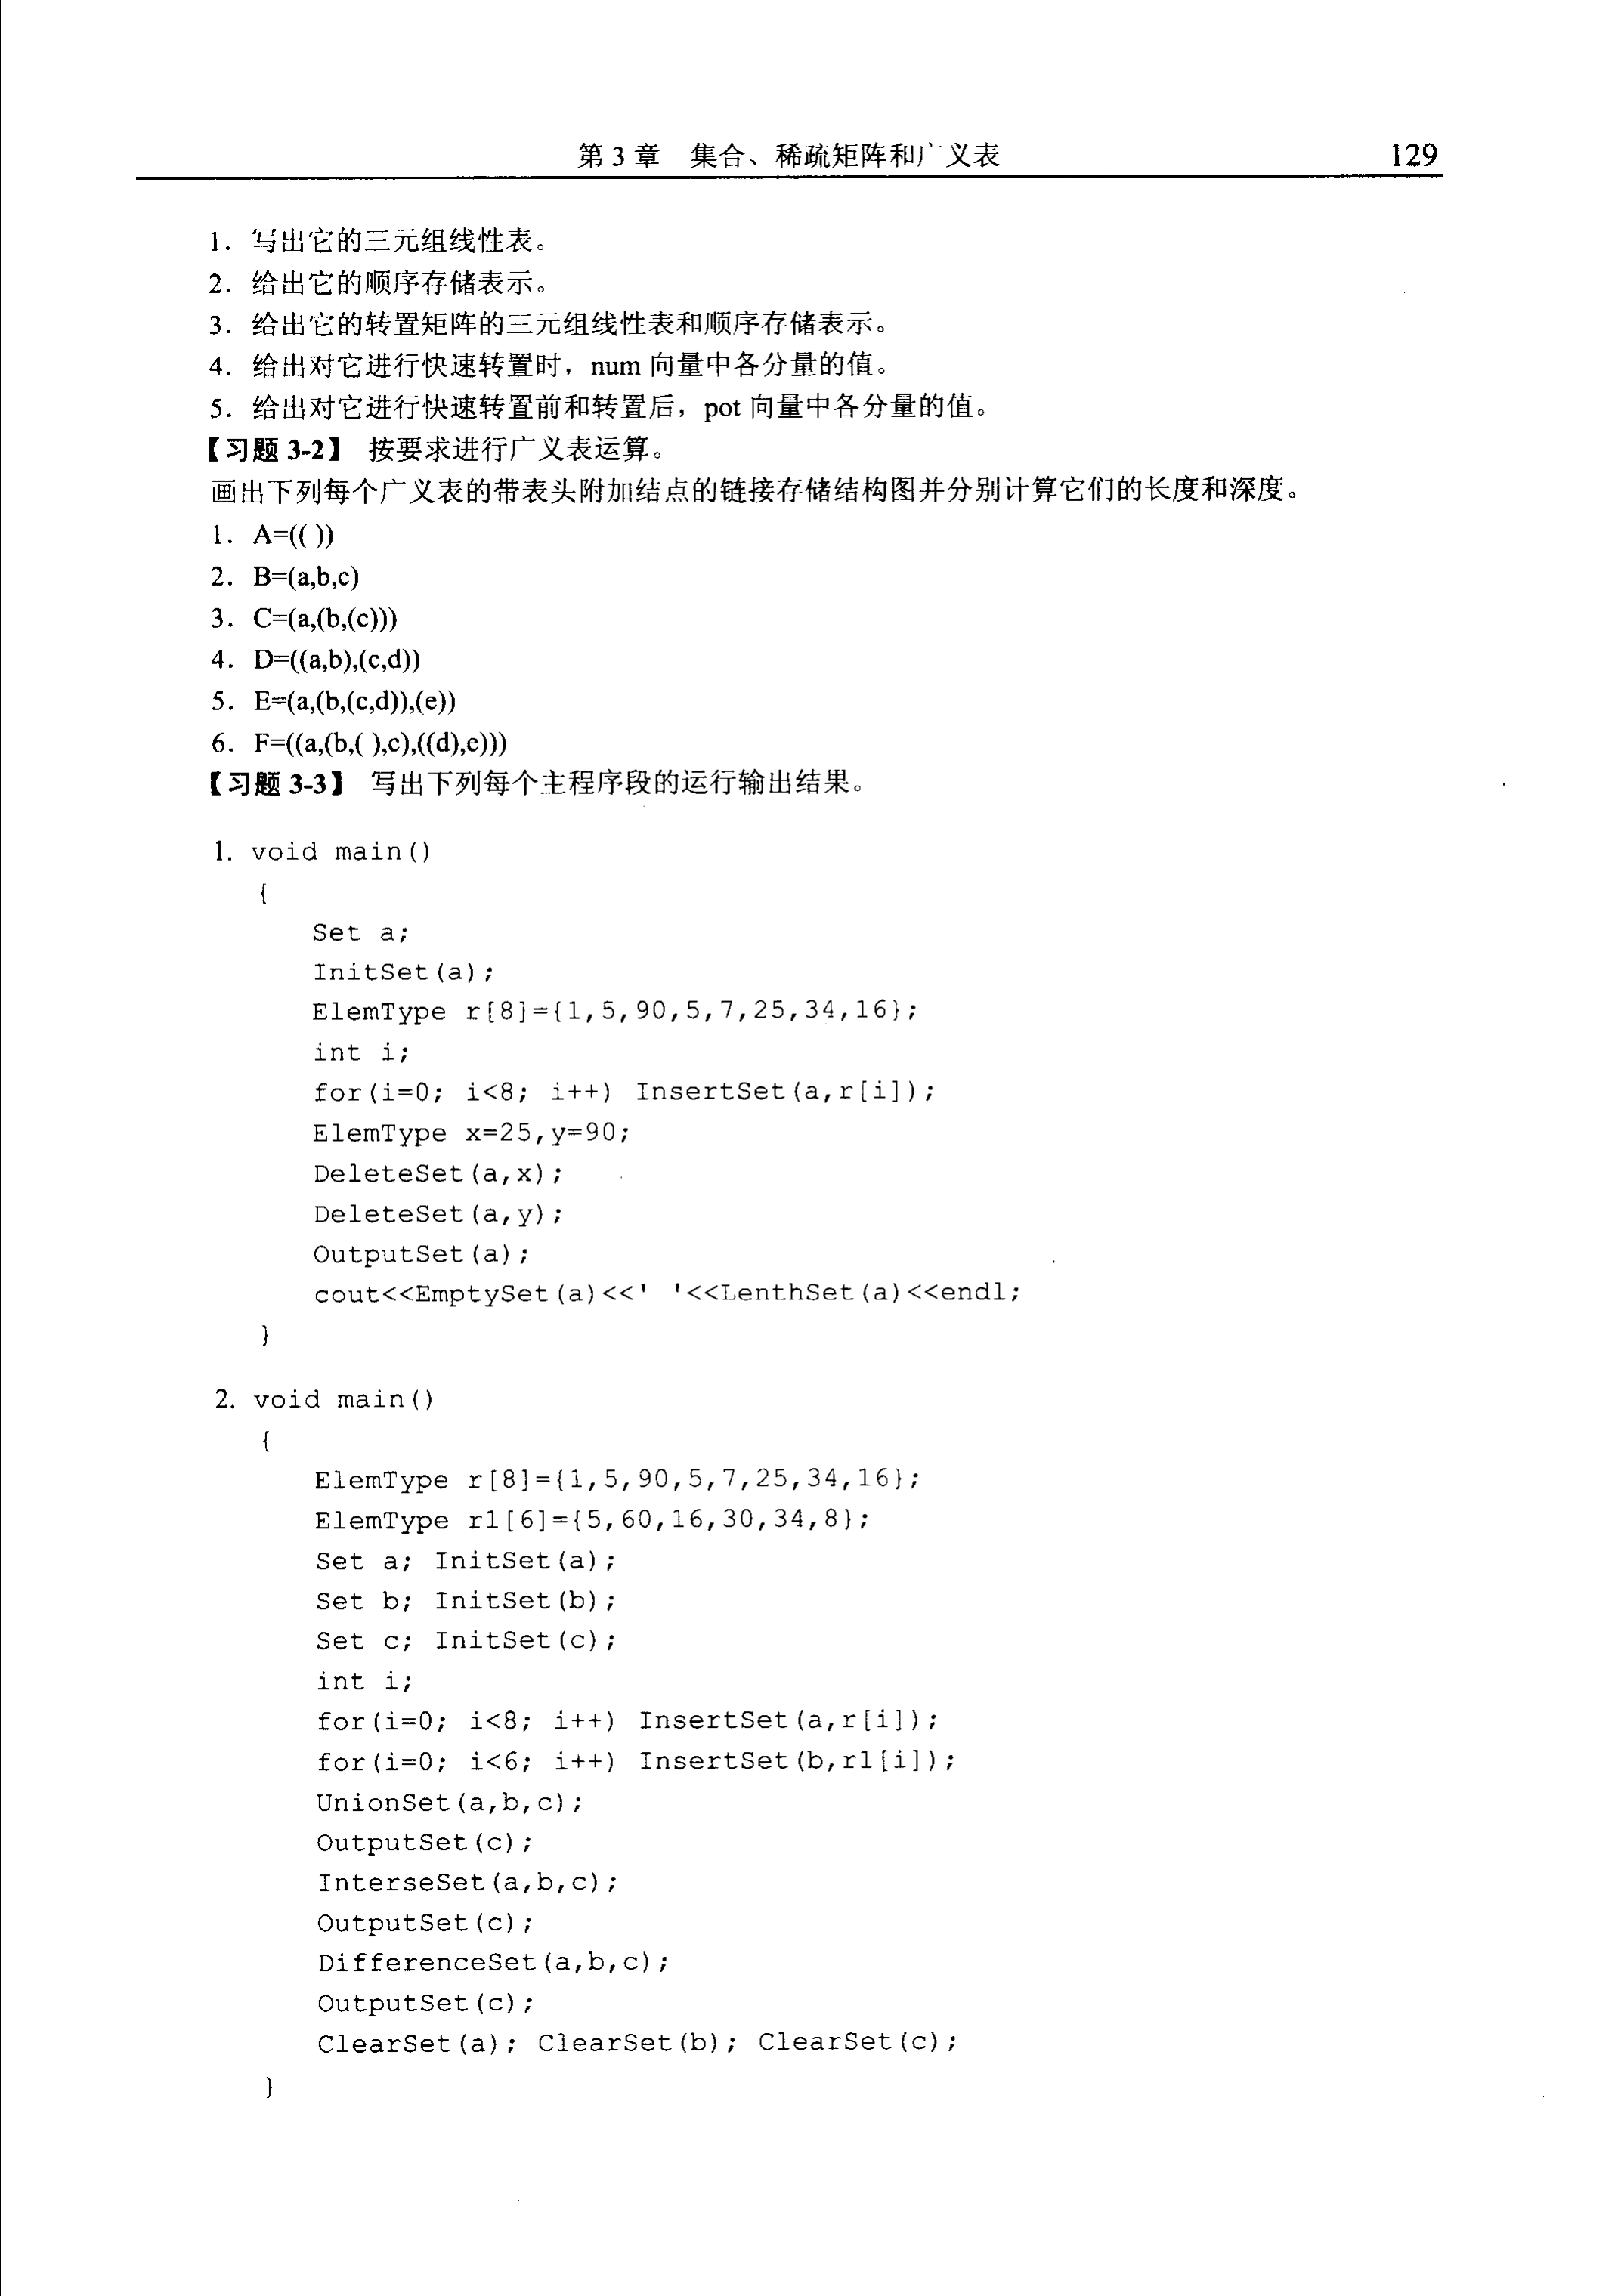 第 3 章 集合、稀疏矩阵和广义表 129
1. 写出它的三元组线性表。
2. 给出它的顺序存储表示。
3. 给出它的转置矩阵的三元组线性表和顺序存储表示。
4. 给出对它进行快速转置时，num 向量中各分量的值。
5. 给出对它进行快速转置前和转置后，pot 向量中各分量的值。
【习题 3-2】 按要求进行广义表运算。
画出下列每个广义表的带表头附加结点的链接存储结构图并分别计算它们的长度和深度。
1. A=(( ))
2. B=(a,b,c)
3. C=(a,(b,(c)))
4. D=((a,b),(c,d))
5. E=(a,(b,(c,d)),(e))
6. F=((a,(b,( ),c),((d),e)))
【习题 3-3】 写出下列每个主程序段的运行输出结果。
1. void main()
{
Set a;
InitSet(a);
ElemType r[8]={1,5,90,5,7,25,34,16};
int i;
for(i=0; i<8; i++) InsertSet(a,r[i]);
ElemType x=25,y=90;
DeleteSet(a,x);
DeleteSet(a,y);
OutputSet(a);
cout<<EmptySet(a)<<' '<<LenthSet(a)<<endl;
}
2. void main()
{
ElemType r[8]={1,5,90,5,7,25,34,16};
ElemType r1[6]={5,60,16,30,34,8};
Set a; InitSet(a);
Set b; InitSet(b);
Set c; InitSet(c);
int i;
for(i=0; i<8; i++) InsertSet(a,r[i]);
for(i=0; i<6; i++) InsertSet(b,r1[i]);
UnionSet(a,b,c);
OutputSet(c);
InterseSet(a,b,c);
OutputSet(c);
DifferenceSet(a,b,c);
OutputSet(c);
ClearSet(a); ClearSet(b); ClearSet(c);
}